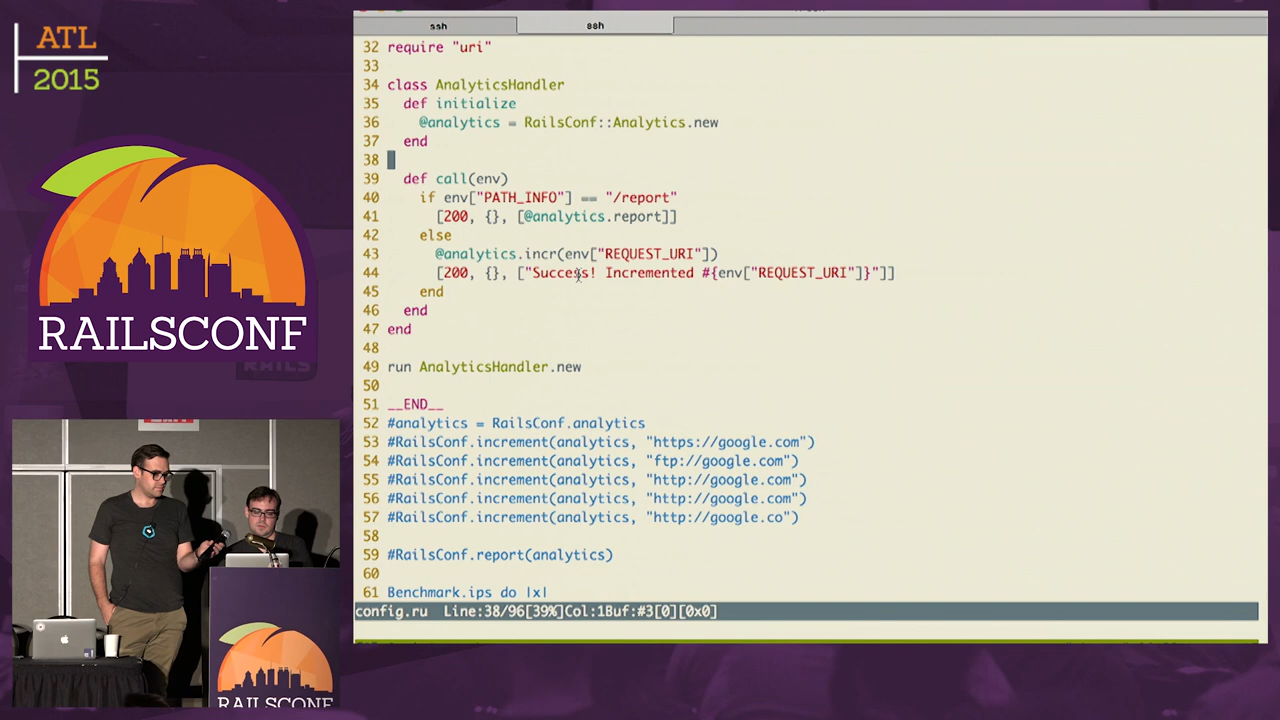 ATL
2015
RAILSCONF
ssh
ssh
32 require "uri"
33
34 class AnalyticsHandler
35 def initialize
36 @analytics = RailsConf::Analytics.new
37 end
38
39 def call(env)
40 if env["PATH_INFO"] == "/report"
41 [200, {}, [@analytics.report]]
42 else
43 @analytics.incr(env["REQUEST_URI"])
44 [200, {}, ["Success! Incremented #{env["REQUEST_URI"]}"]]
45 end
46 end
47 end
48
49 run AnalyticsHandler.new
50
51 __END__
52 #analytics = RailsConf.analytics
53 #RailsConf.increment(analytics, "https://google.com")
54 #RailsConf.increment(analytics, "ftp://google.com")
55 #RailsConf.increment(analytics, "http://google.com")
56 #RailsConf.increment(analytics, "http://google.com")
57 #RailsConf.increment(analytics, "http://google.co")
58
59 #RailsConf.report(analytics)
60
61 Benchmark.ips do |x|
config.ru Line:38/96[39%]Col:1Buf:#3[0][0x0]
RAILSCONF